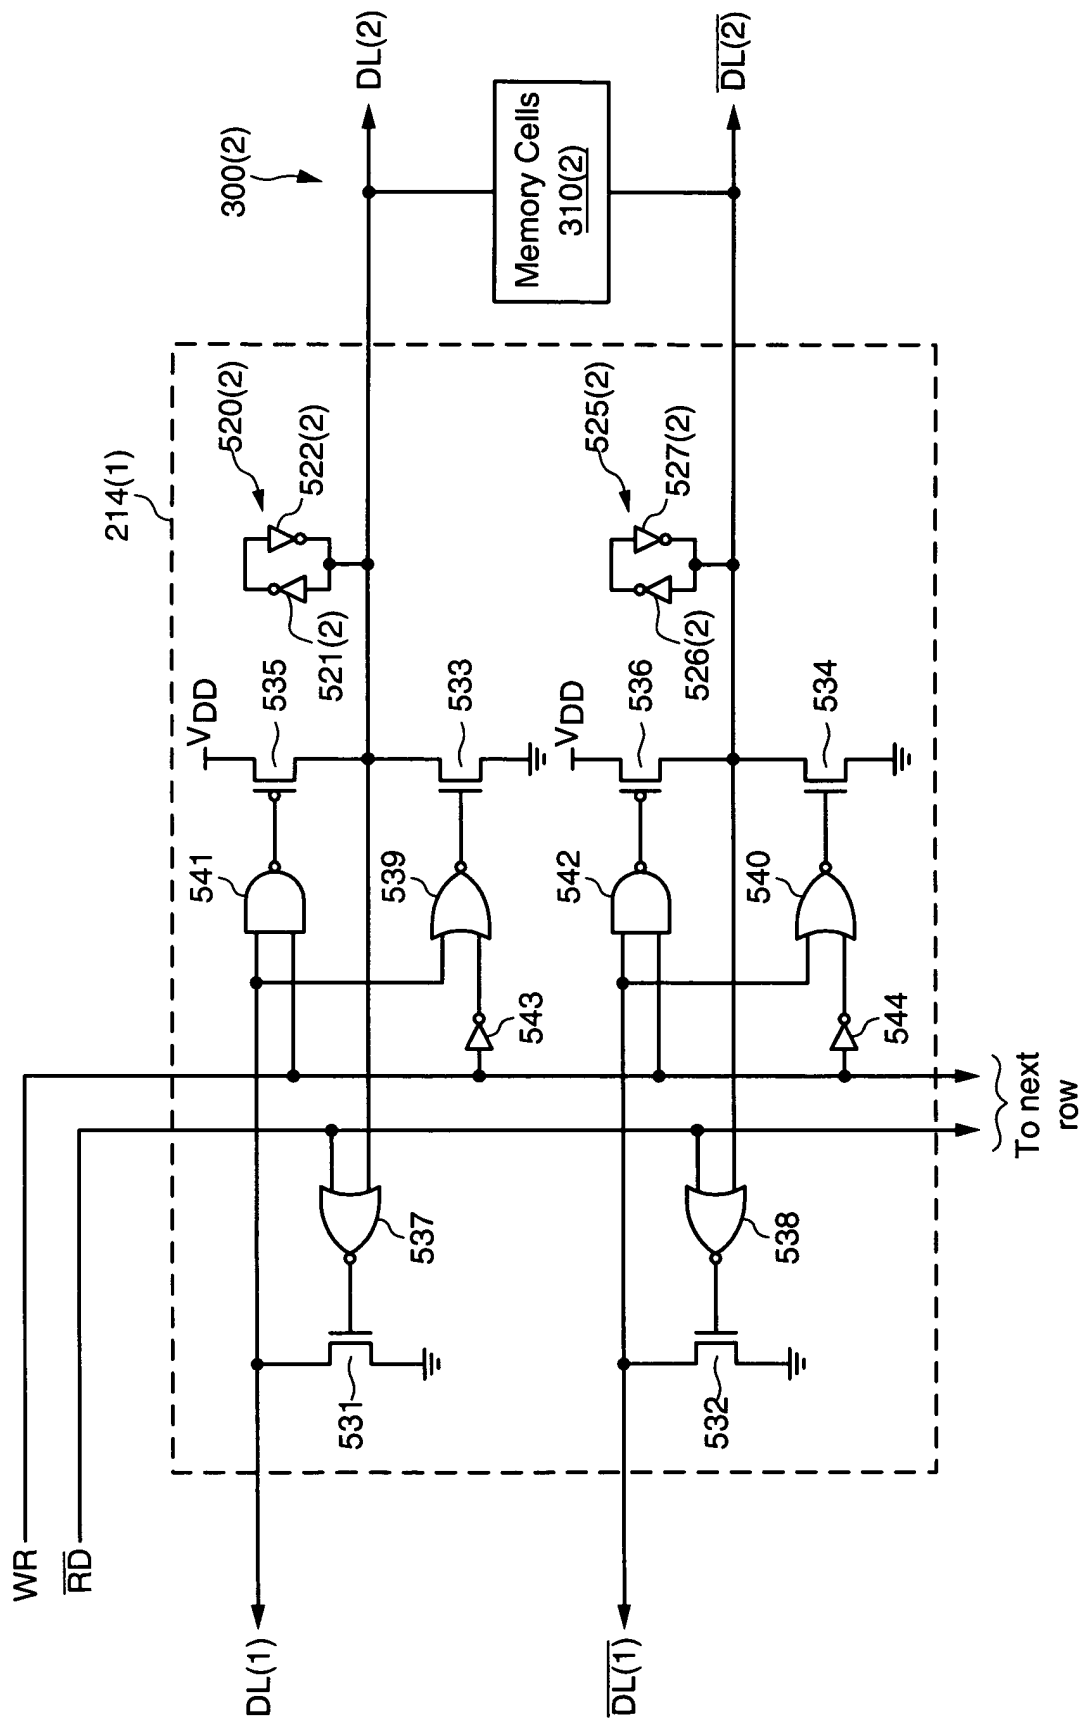 WR
RD
DL(1)
DL(1)
214(1)
300(2)
DL(2)
DL(2)
Memory Cells
310(2)
520(2)
522(2)
521(2)
525(2)
527(2)
526(2)
VDD
535
533
541
539
543
VDD
536
534
542
540
544
537
531
538
532
To next
row